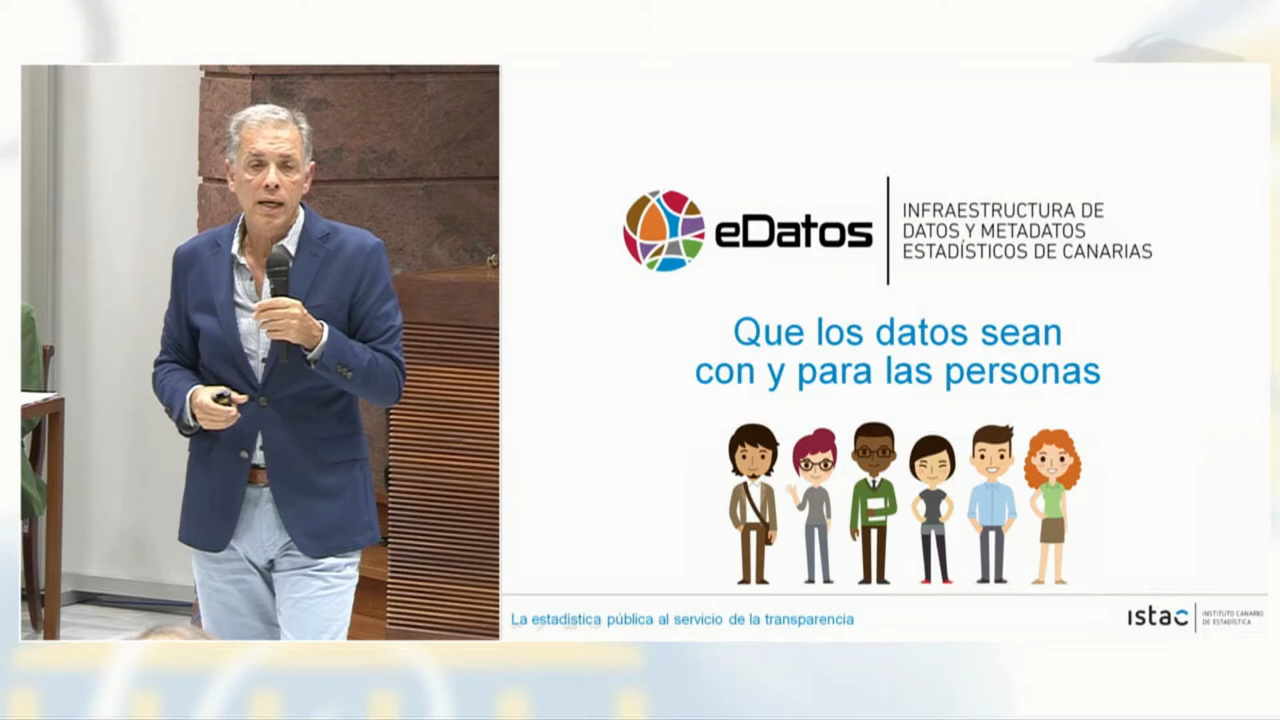 eDatos
INFRAESTRUCTURA DE
DATOS Y METADATOS
ESTADÍSTICOS DE CANARIAS
Que los datos sean
con y para las personas
La estadística pública al servicio de la transparencia
ıstac
INSTITUTO CANARIO
DE ESTADÍSTICA